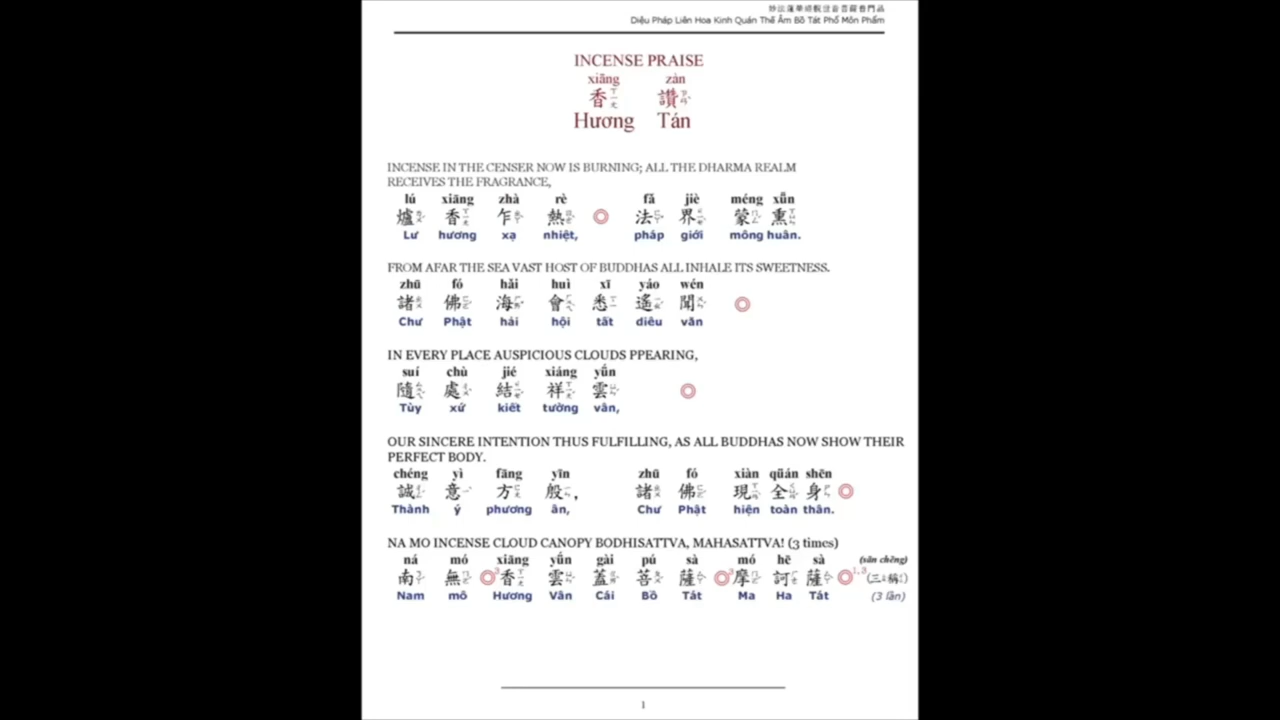 妙法蓮華經觀世音菩薩普門品
Diệu Pháp Liên Hoa Kinh Quán Thế Âm Bồ Tát Phổ Môn Phẩm
INCENSE PRAISE
xiāng zàn
香 讚
Hương Tán
INCENSE IN THE CENSER NOW IS BURNING; ALL THE DHARMA REALM
RECEIVES THE FRAGRANCE,
lú xiāng zhà rè fǎ jiè méng xǖn
爐 香 乍 熱 法 界 蒙 熏
Lư hương xạ nhiệt, pháp giới mông huân.
FROM AFAR THE SEA VAST HOST OF BUDDHAS ALL INHALE ITS SWEETNESS.
zhū fó hǎi huì xī yáo wén
諸 佛 海 會 悉 遙 聞
Chư Phật hải hội tất diêu văn
IN EVERY PLACE AUSPICIOUS CLOUDS PPEARING,
suí chù jié xiáng yǘn
隨 處 結 祥 雲
Tùy xứ kiết tường vân,
OUR SINCERE INTENTION THUS FULFILLING, AS ALL BUDDHAS NOW SHOW THEIR
PERFECT BODY.
chéng yì fāng yīn zhū fó xiàn qüán shēn
誠 意 方 殷 , 諸 佛 現 全 身
Thành ý phương ân, Chư Phật hiện toàn thân.
NA MO INCENSE CLOUD CANOPY BODHISATTVA, MAHASATTVA! (3 times)
ná mó xiāng yǘn gài pú sà mó hē sà (sān chēng)
南 無 3 香 雲 蓋 菩 薩 3 摩 訶 薩 1, 3 (三 稱)
Nam mô Hương Vân Cái Bồ Tát Ma Ha Tát (3 lần)
1